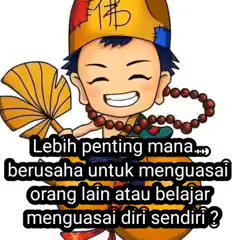 佛
Lebih penting mana....
berusaha untuk menguasai
orang lain atau belajar
menguasai diri sendiri ?